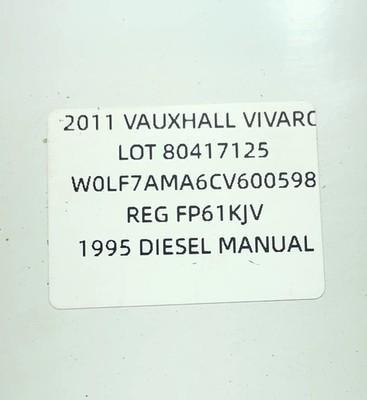 2011 VAUXHALL VIVARO
LOT 80417125
W0LF7AMA6CV600598
REG FP61KJV
1995 DIESEL MANUAL